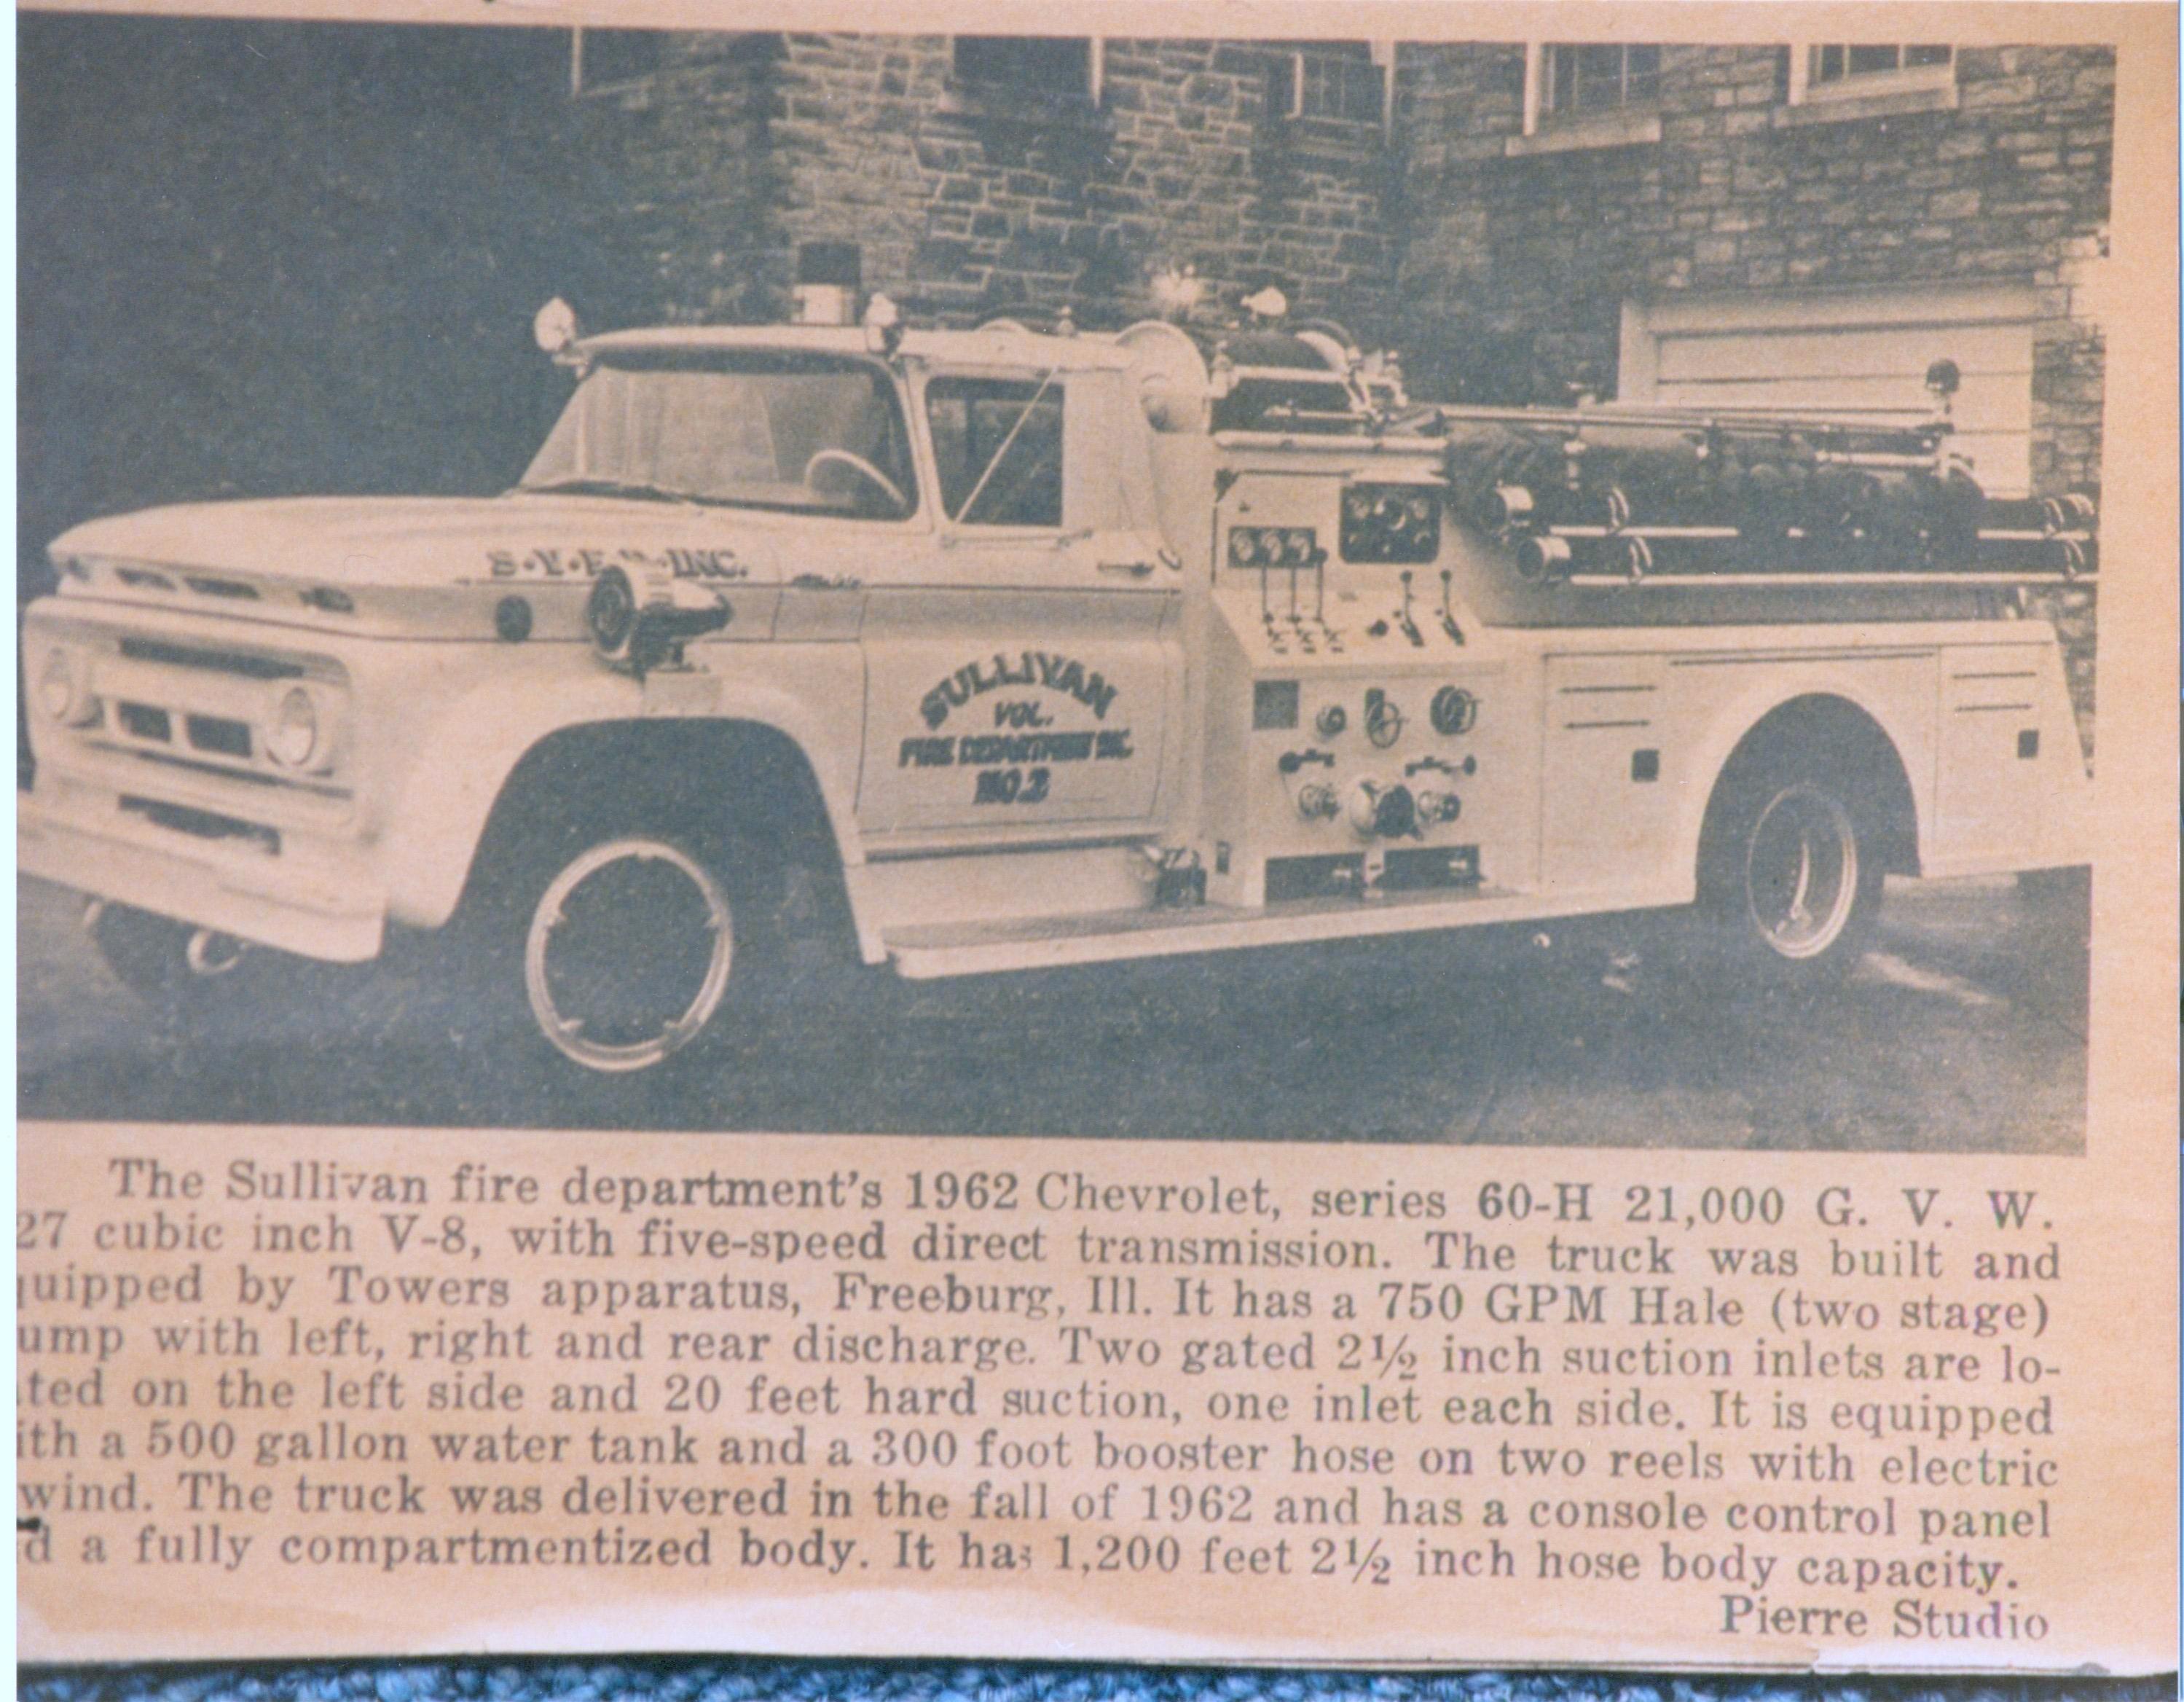 S.V.F. INC.
SULLIVAN
VOL.
FIRE DEPARTMENT INC.
NO. 2
The Sullivan fire department's 1962 Chevrolet, series 60-H 21,000 G. V. W.
27 cubic inch V-8, with five-speed direct transmission. The truck was built and
uipped by Towers apparatus, Freeburg, Ill. It has a 750 GPM Hale (two stage)
ump with left, right and rear discharge. Two gated 2½ inch suction inlets are lo-
ted on the left side and 20 feet hard suction, one inlet each side. It is equipped
ith a 500 gallon water tank and a 300 foot booster hose on two reels with electric
wind. The truck was delivered in the fall of 1962 and has a console control panel
d a fully compartmentized body. It has 1,200 feet 2½ inch hose body capacity.
Pierre Studio